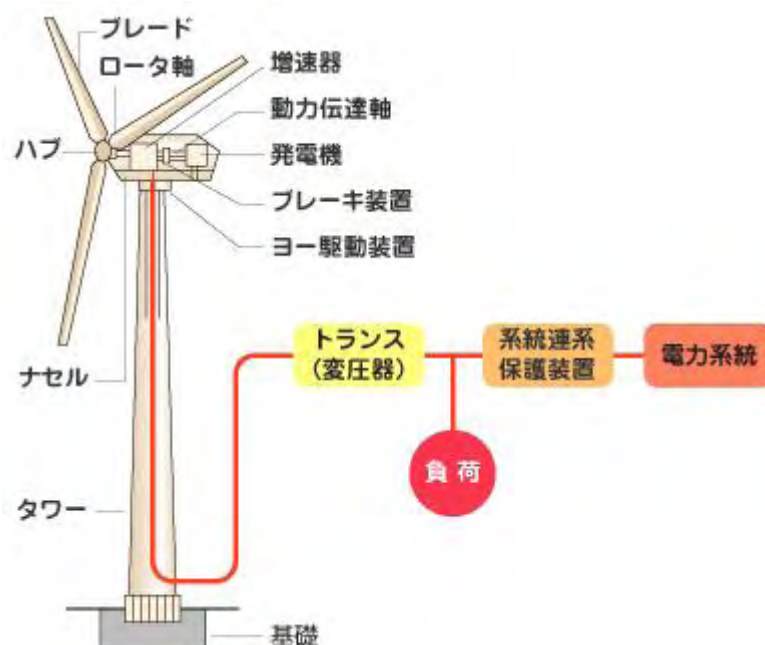 ブレード
ロータ軸
増速器
動力伝達軸
ハブ
発電機
ブレーキ装置
ヨー駆動装置
トランス
(変圧器)
系統連系
保護装置
電力系統
ナセル
負荷
タワー
基礎